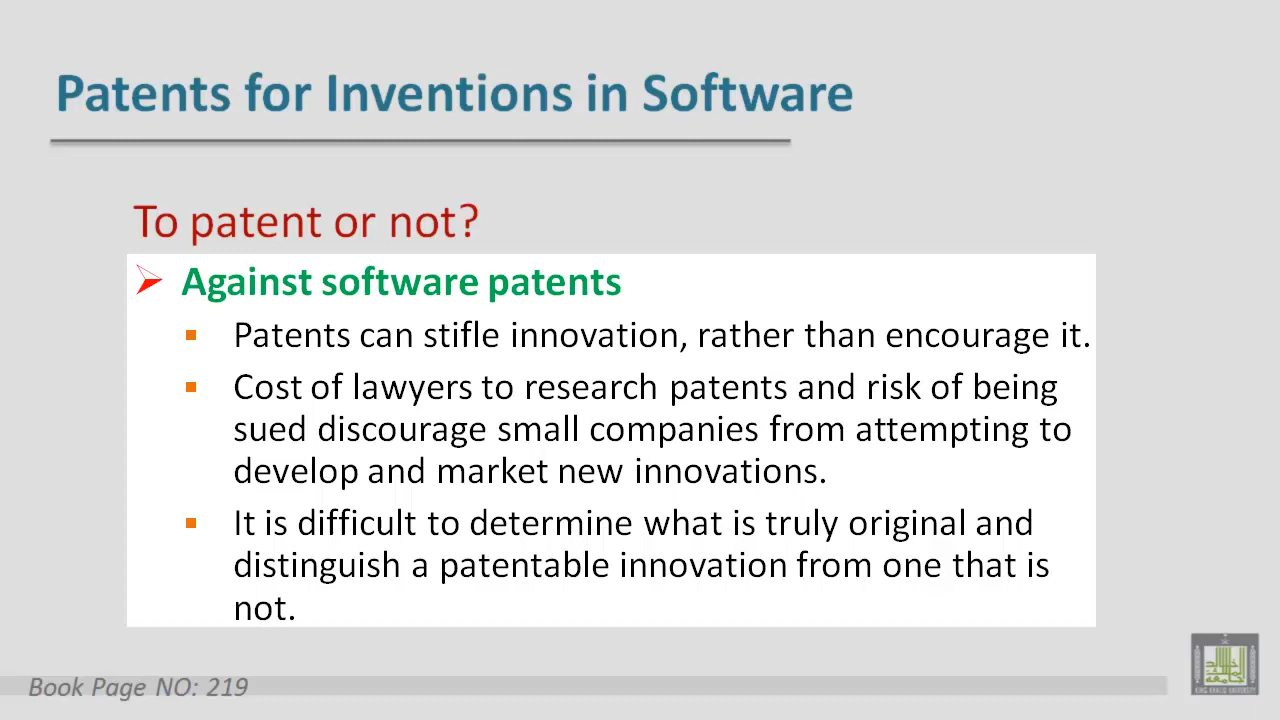 Patents for Inventions in Software
To patent or not?
Against software patents
Patents can stifle innovation, rather than encourage it.
Cost of lawyers to research patents and risk of being
sued discourage small companies from attempting to
develop and market new innovations.
It is difficult to determine what is truly original and
distinguish a patentable innovation from one that is
not.
Book Page NO: 219
KING KHALID UNIVERSITY